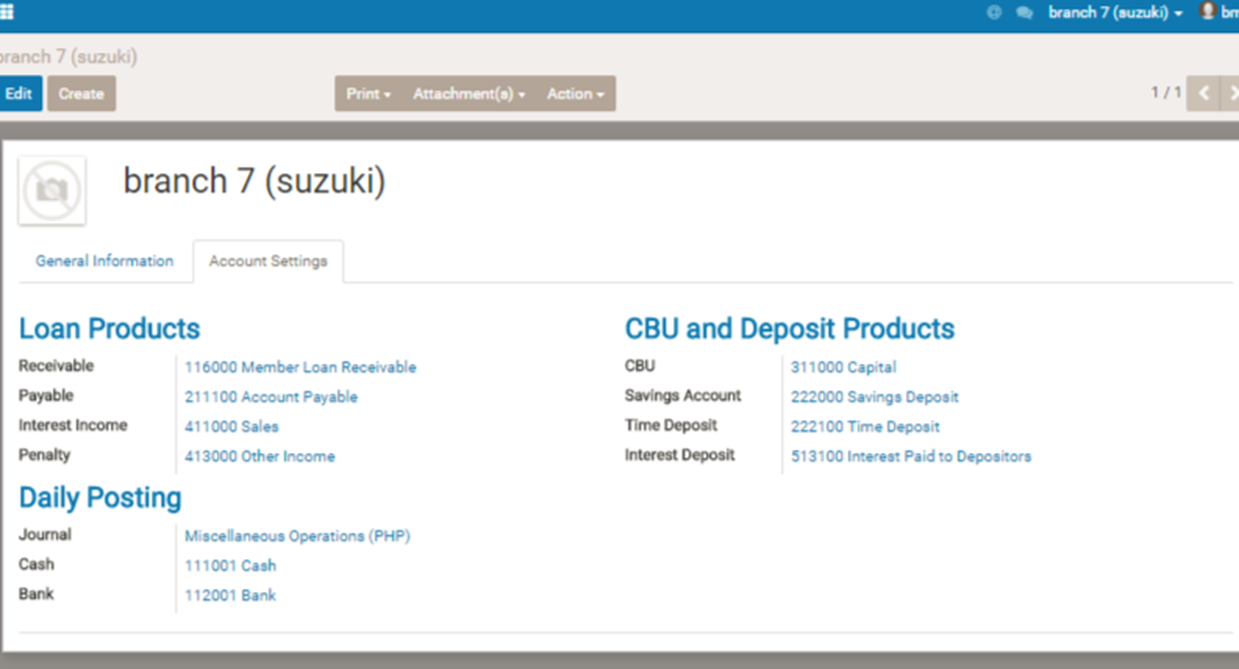 branch 7 (suzuki)
branch 7 (suzuki)
Edit Create Print Attachment(s) Action 1 / 1
branch 7 (suzuki)
General Information Account Settings
Loan Products
Receivable 116000 Member Loan Receivable
Payable 211100 Account Payable
Interest Income 411000 Sales
Penalty 413000 Other Income
CBU and Deposit Products
CBU 311000 Capital
Savings Account 222000 Savings Deposit
Time Deposit 222100 Time Deposit
Interest Deposit 513100 Interest Paid to Depositors
Daily Posting
Journal Miscellaneous Operations (PHP)
Cash 111001 Cash
Bank 112001 Bank